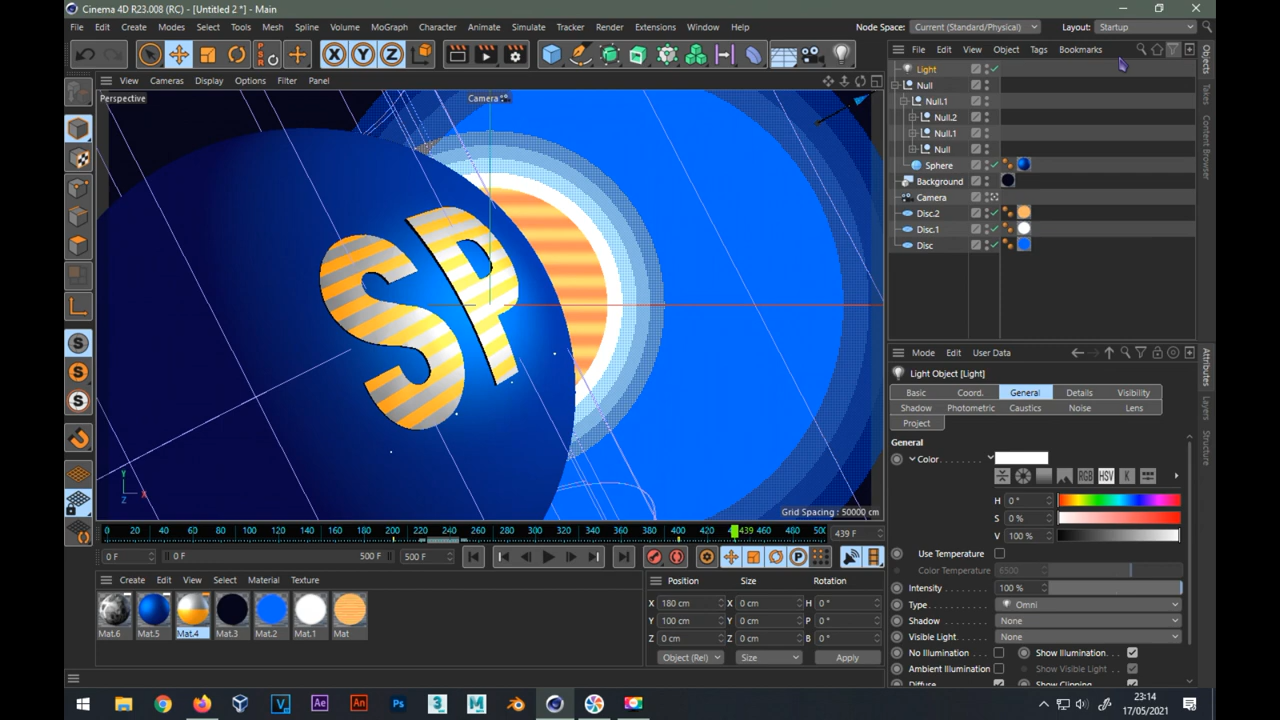 Cinema 4D R23.008 (RC) - [Untitled 2 *] - Main
File Edit Create Modes Select Tools Mesh Spline Volume MoGraph Character Animate Simulate Tracker Render Extensions Window Help Node Space: Current (Standard/Physical) Layout: Startup
X Y Z
PSR
File Edit View Object Tags Bookmarks
View Cameras Display Options Filter Panel
Perspective
Camera
SP
Y
X
Z
Grid Spacing : 50000 cm
Light
Null
Null.1
Null.2
Null.1
Null
Sphere
Background
Camera
Disc.2
Disc.1
Disc
Objects
Takes
Content Browser
Mode Edit User Data
Light Object [Light]
Basic Coord. General Details Visibility
Shadow Photometric Caustics Noise Lens
Project
General
Color
RGB HSV K
H 0 °
S 0 %
V 100 %
Use Temperature
Color Temperature 6500
Intensity 100 %
Type Omni
Shadow None
Visible Light None
No Illumination Show Illumination
Ambient Illumination Show Visible Light
Diffuse Show Clipping
Attributes
Layers
Structure
0 20 40 60 80 100 120 140 160 180 200 220 240 260 280 300 320 340 360 380 400 420 439 460 480 500 439 F
0 F 0 F 500 F 500 F
P
Create Edit View Select Material Texture
Mat.6 Mat.5 Mat.4 Mat.3 Mat.2 Mat.1 Mat
Position Size Rotation
X 180 cm X 0 cm H 0 °
Y 100 cm Y 0 cm P 0 °
Z 0 cm Z 0 cm B 0 °
Object (Rel) Size Apply
V Ae An Ps 3 M
23:14
17/05/2021